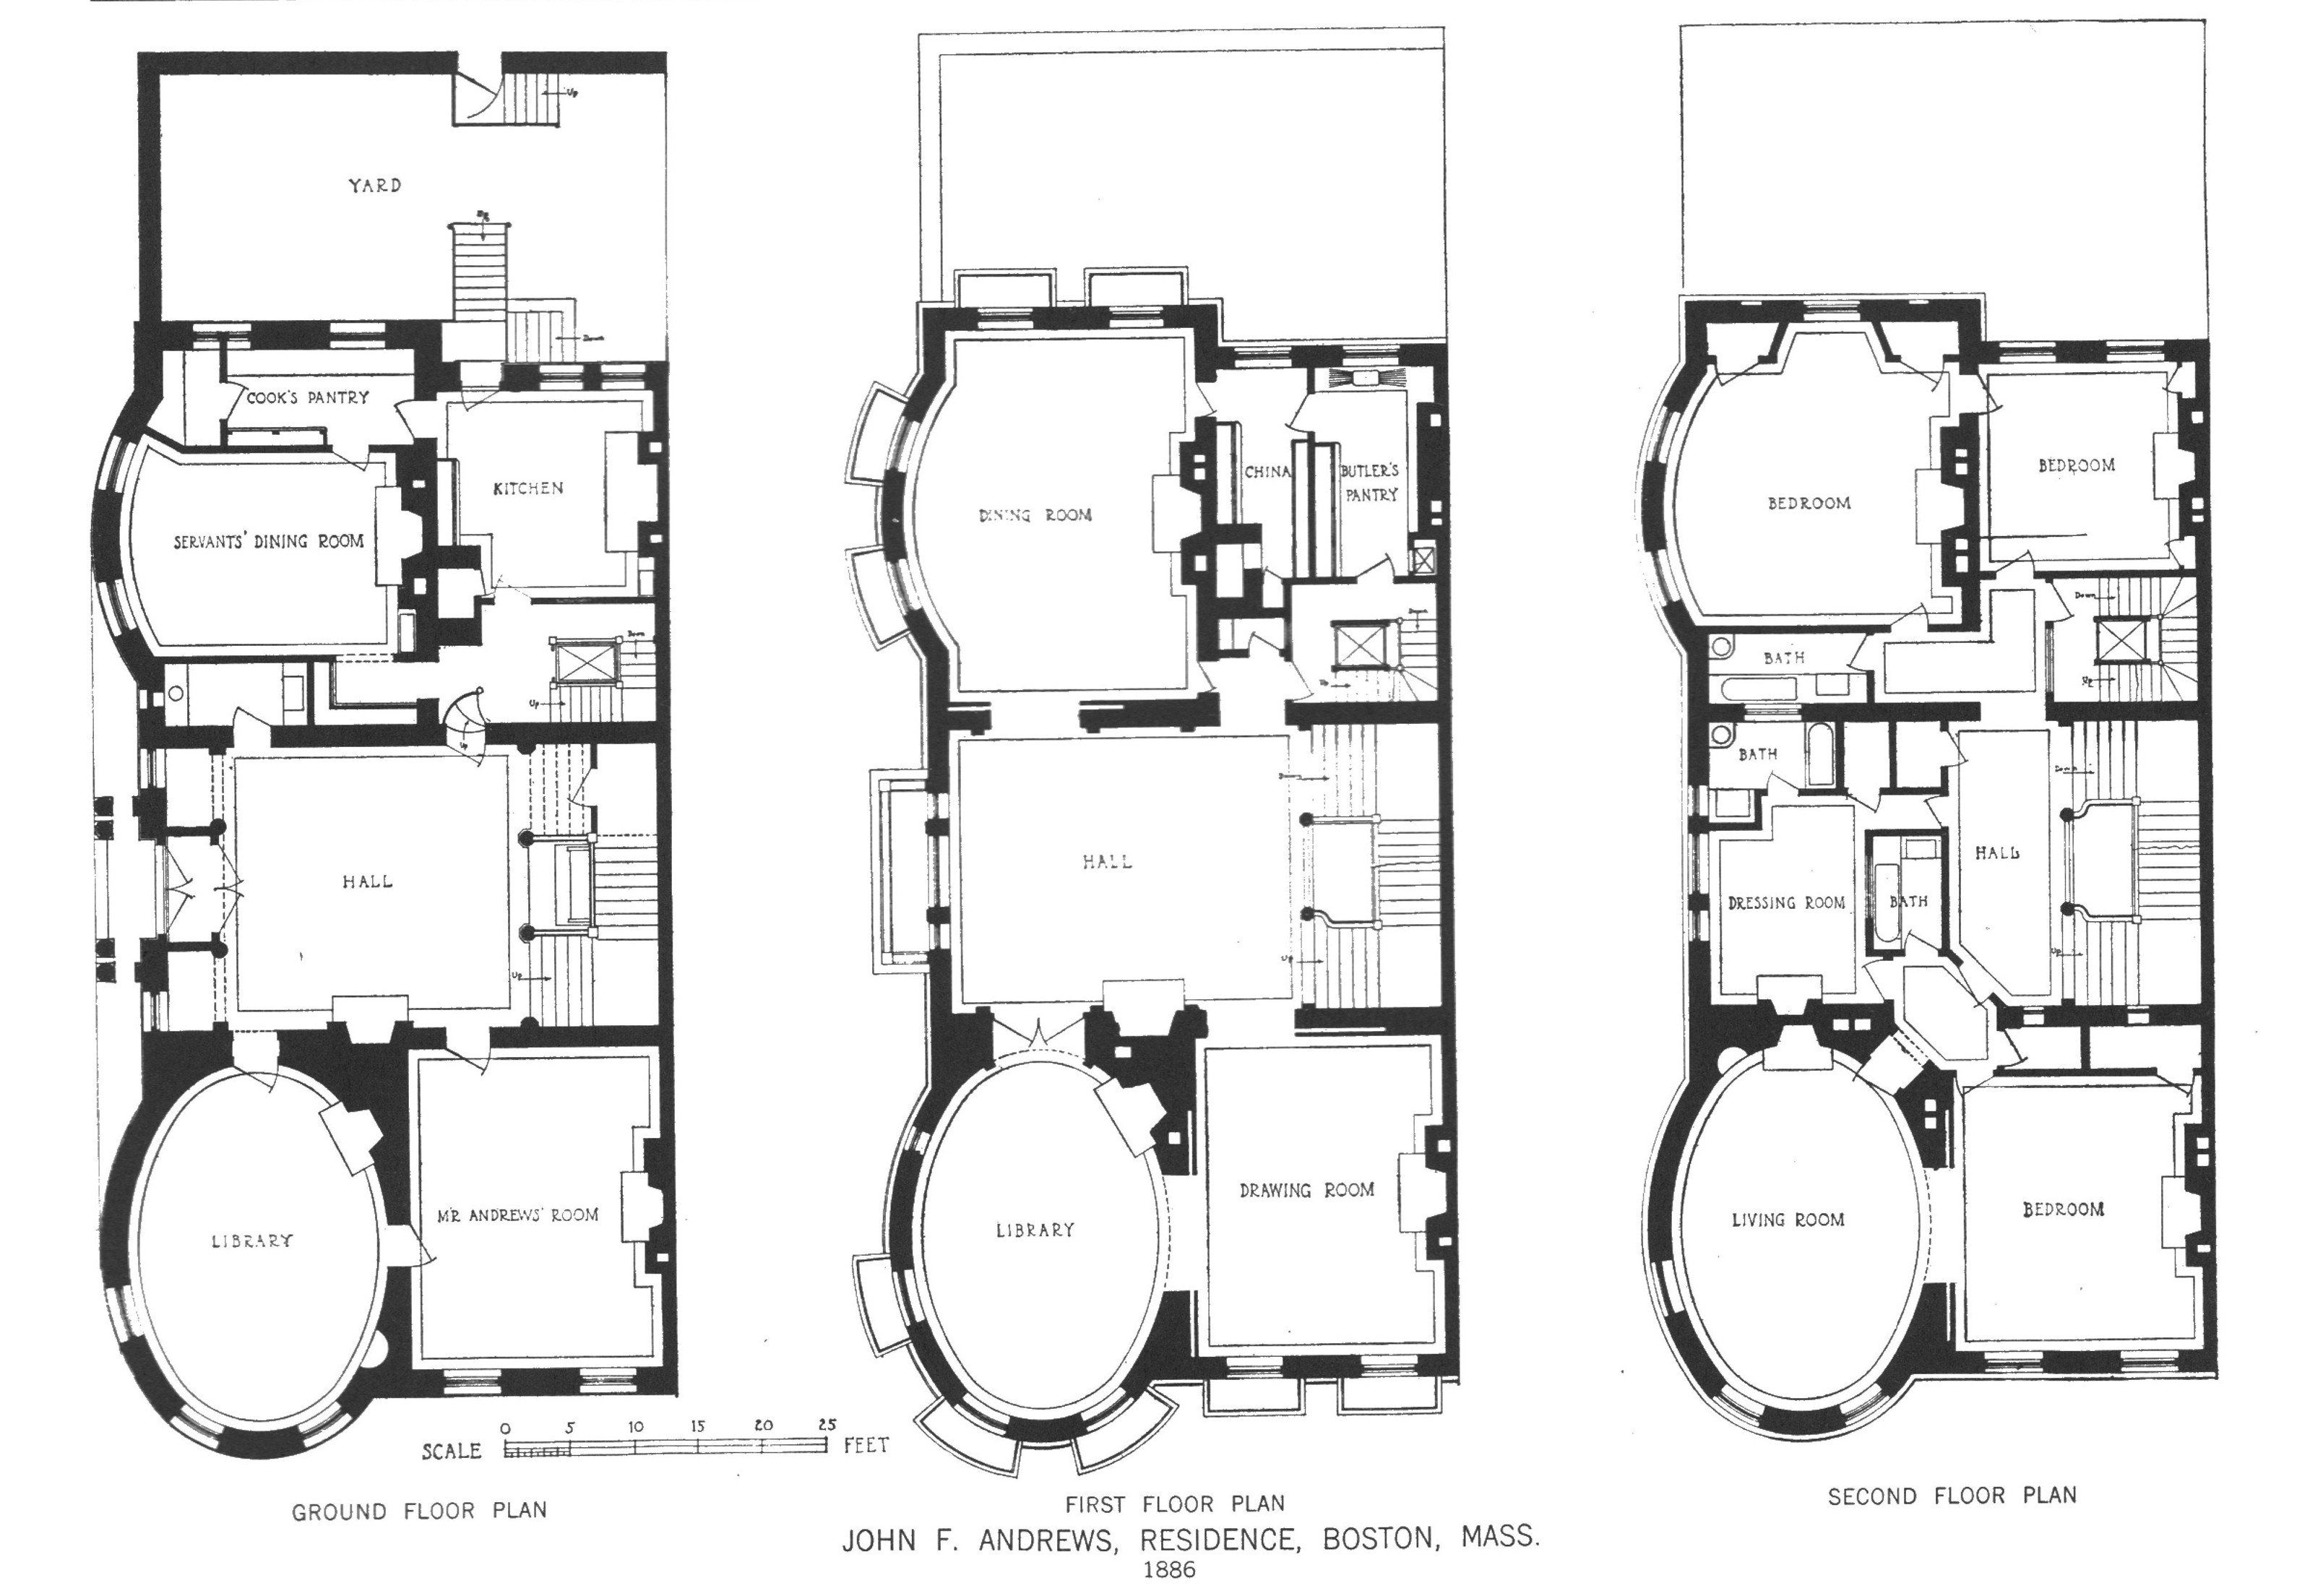 Up
YARD
Up
Down
COOK'S PANTRY
KITCHEN
SERVANTS' DINING ROOM
Down
Up
Up
HALL
Up
LIBRARY
MR ANDREWS' ROOM
SCALE 0 5 10 15 20 25 FEET
GROUND FLOOR PLAN
DINING ROOM
CHINA
BUTLER'S
PANTRY
Down
Up
Down
HALL
Up
LIBRARY
DRAWING ROOM
FIRST FLOOR PLAN
BEDROOM
BEDROOM
Down
BATH
Up
BATH
Down
HALL
DRESSING ROOM
BATH
Up
LIVING ROOM
BEDROOM
SECOND FLOOR PLAN
JOHN F. ANDREWS, RESIDENCE, BOSTON, MASS.
1886